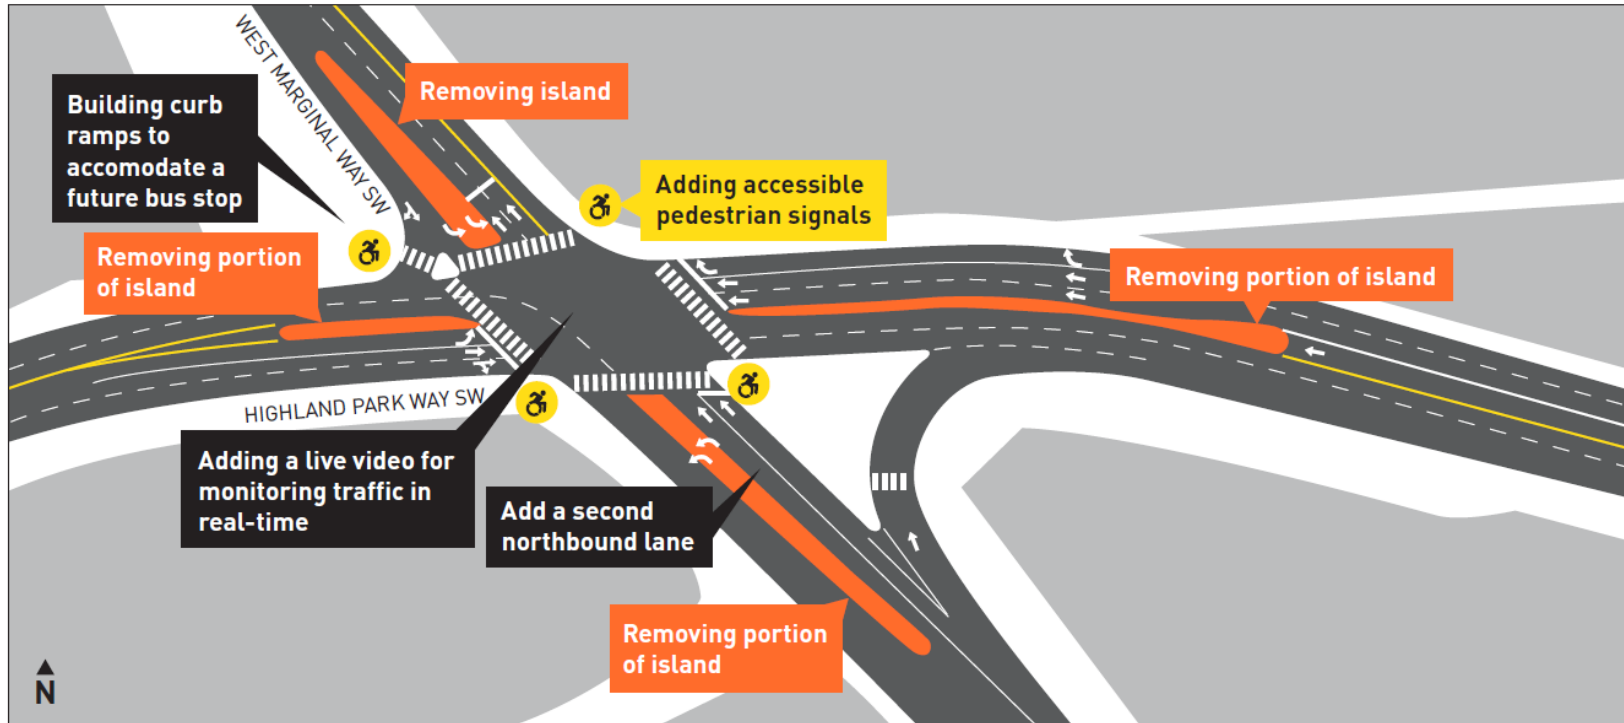 WEST MARGINAL WAY SW
Building curb
ramps to
accomodate a
future bus stop
Removing island
Adding accessible
pedestrian signals
Removing portion
of island
Removing portion of island
HIGHLAND PARK WAY SW
Adding a live video for
monitoring traffic in
real-time
Add a second
northbound lane
Removing portion
of island
N